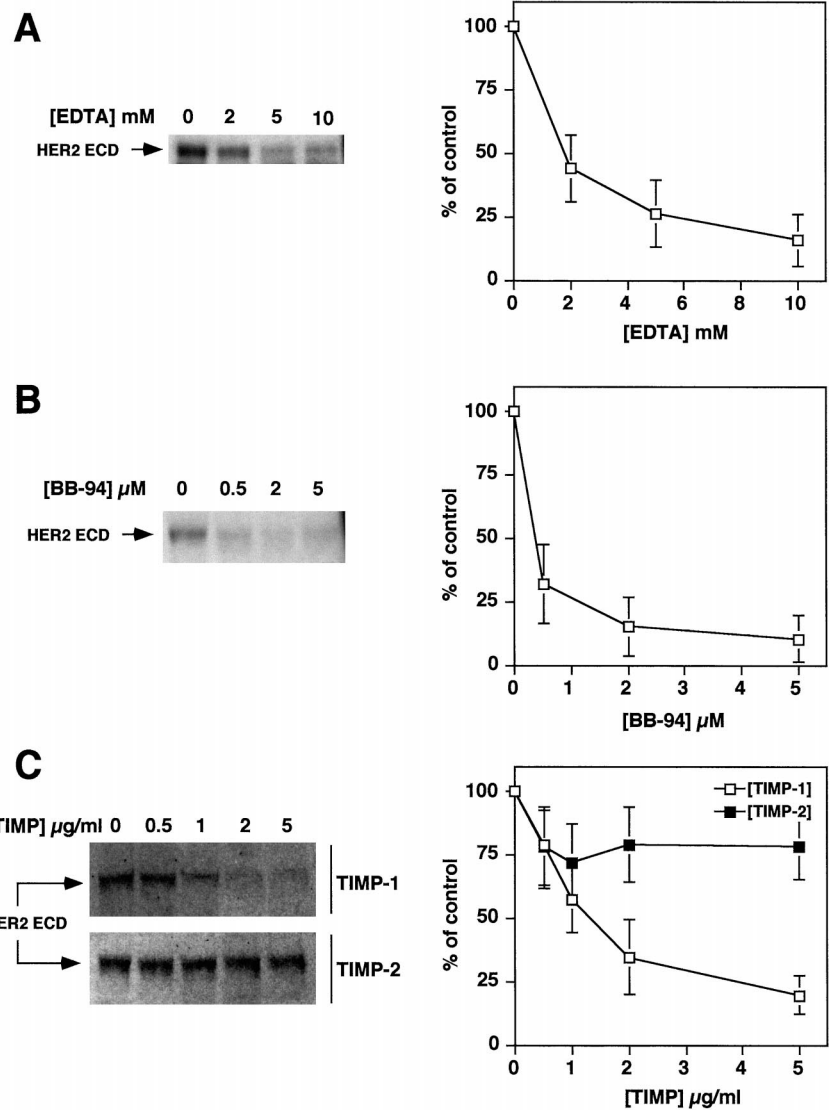 A
[EDTA] mM 0 2 5 10
HER2 ECD
% of control
100
75
50
25
0
0 2 4 6 8 10
[EDTA] mM
B
[BB-94] µM 0 0.5 2 5
HER2 ECD
% of control
100
75
50
25
0
0 1 2 3 4 5
[BB-94] µM
C
TIMP] µg/ml 0 0.5 1 2 5
TIMP-1
ER2 ECD
TIMP-2
% of control
100
75
50
25
0
[TIMP-1]
[TIMP-2]
0 1 2 3 4 5
[TIMP] µg/ml